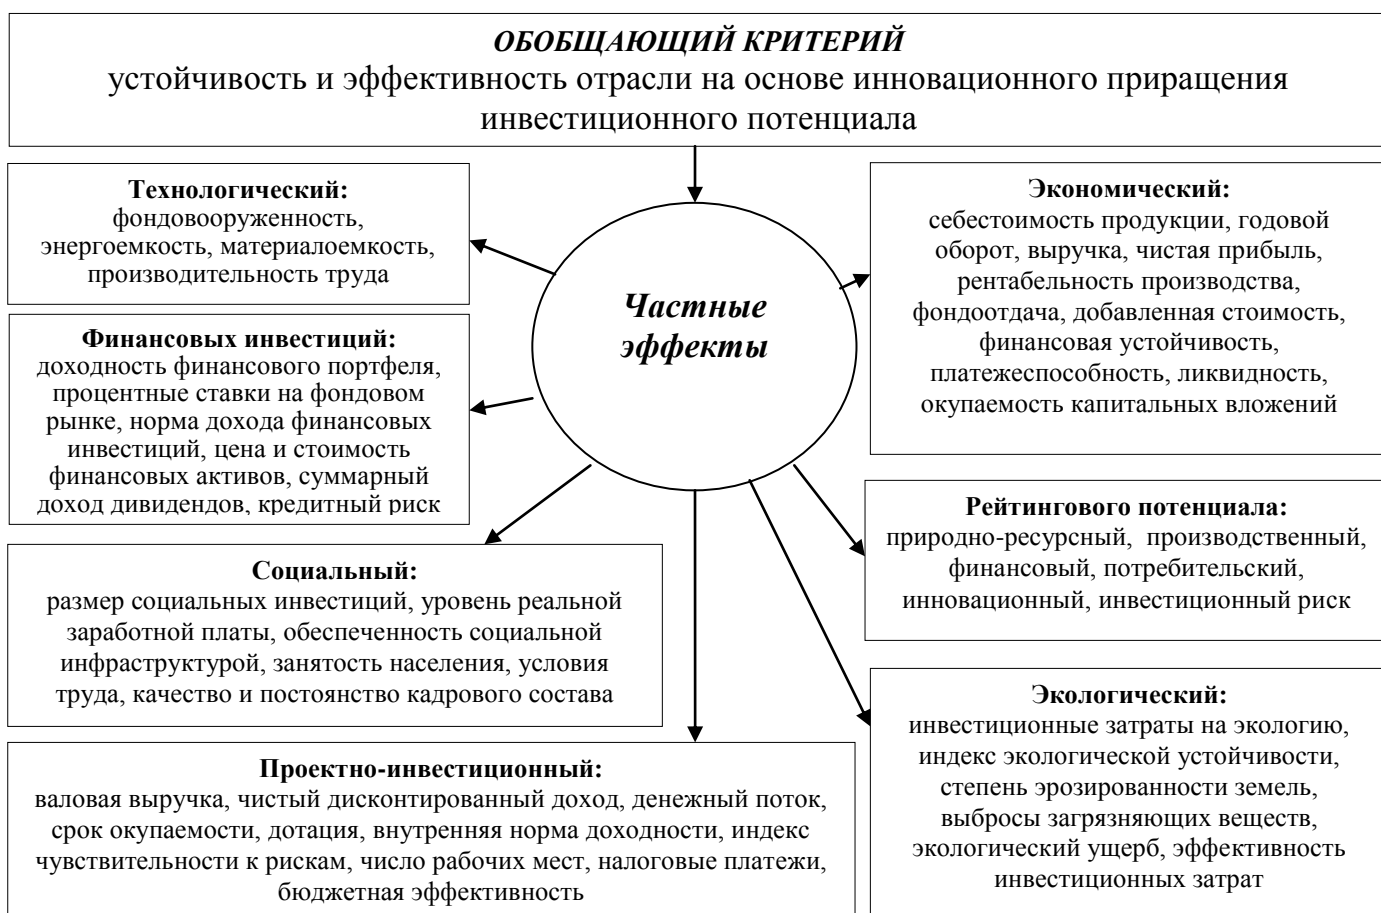 ОБОБЩАЮЩИЙ КРИТЕРИЙ
устойчивость и эффективность отрасли на основе инновационного приращения
инвестиционного потенциала
Технологический:
фондовооруженность,
энергоемкость, материалоемкость,
производительность труда
Финансовых инвестиций:
доходность финансового портфеля,
процентные ставки на фондовом
рынке, норма дохода финансовых
инвестиций, цена и стоимость
финансовых активов, суммарный
доход дивидендов, кредитный риск
Социальный:
размер социальных инвестиций, уровень реальной
заработной платы, обеспеченность социальной
инфраструктурой, занятость населения, условия
труда, качество и постоянство кадрового состава
Проектно-инвестиционный:
валовая выручка, чистый дисконтированный доход, денежный поток,
срок окупаемости, дотация, внутренняя норма доходности, индекс
чувствительности к рискам, число рабочих мест, налоговые платежи,
бюджетная эффективность
Частные
эффекты
Экономический:
себестоимость продукции, годовой
оборот, выручка, чистая прибыль,
рентабельность производства,
фондоотдача, добавленная стоимость,
финансовая устойчивость,
платежеспособность, ликвидность,
окупаемость капитальных вложений
Рейтингового потенциала:
природно-ресурсный, производственный,
финансовый, потребительский,
инновационный, инвестиционный риск
Экологический:
инвестиционные затраты на экологию,
индекс экологической устойчивости,
степень эрозированности земель,
выбросы загрязняющих веществ,
экологический ущерб, эффективность
инвестиционных затрат